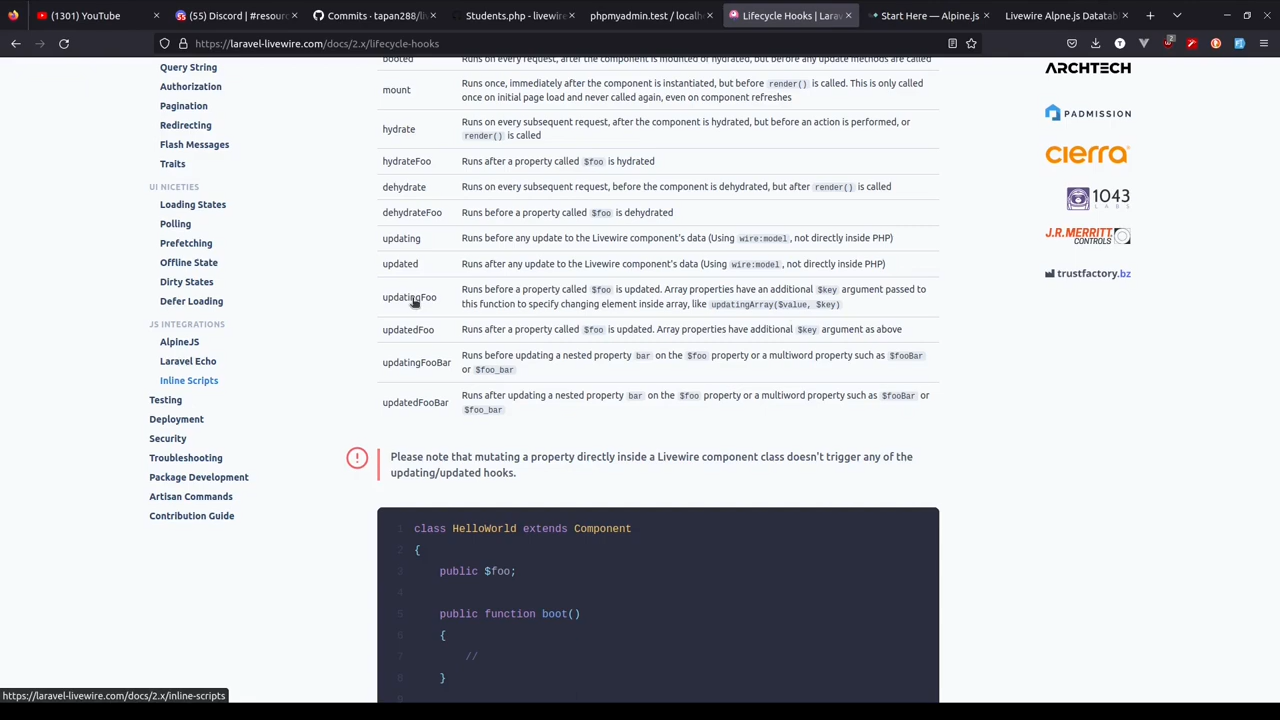 (1301) YouTube
(55) Discord | #resour
Commits · tapan288/liv
Students.php - livewire-
phpmyadmin.test / localh
Lifecycle Hooks | Larav
Start Here — Alpine.js
Livewire Alpne.js Datatab
https://laravel-livewire.com/docs/2.x/lifecycle-hooks
2
Query String
Authorization
Pagination
Redirecting
Flash Messages
Traits
UI NICETIES
Loading States
Polling
Prefetching
Offline State
Dirty States
Defer Loading
JS INTEGRATIONS
AlpineJS
Laravel Echo
Inline Scripts
Testing
Deployment
Security
Troubleshooting
Package Development
Artisan Commands
Contribution Guide
booted Runs on every request, after the component is mounted or hydrated, but before any update methods are called
mount Runs once, immediately after the component is instantiated, but before render() is called. This is only called
once on initial page load and never called again, even on component refreshes
hydrate Runs on every subsequent request, after the component is hydrated, but before an action is performed, or
render() is called
hydrateFoo Runs after a property called $foo is hydrated
dehydrate Runs on every subsequent request, before the component is dehydrated, but after render() is called
dehydrateFoo Runs before a property called $foo is dehydrated
updating Runs before any update to the Livewire component's data (Using wire:model, not directly inside PHP)
updated Runs after any update to the Livewire component's data (Using wire:model, not directly inside PHP)
updatingFoo Runs before a property called $foo is updated. Array properties have an additional $key argument passed to
this function to specify changing element inside array, like updatingArray($value, $key)
updatedFoo Runs after a property called $foo is updated. Array properties have additional $key argument as above
updatingFooBar Runs before updating a nested property bar on the $foo property or a multiword property such as $fooBar
or $foo_bar
updatedFooBar Runs after updating a nested property bar on the $foo property or a multiword property such as $fooBar or
$foo_bar
Please note that mutating a property directly inside a Livewire component class doesn't trigger any of the
updating/updated hooks.
1 class HelloWorld extends Component
2 {
3 public $foo;
4
5 public function boot()
6 {
7 //
8 }
9
ARCHTECH
PADMISSION
cierra
1043
LABS
J.R.MERRITT
CONTROLS
trustfactory.bz
https://laravel-livewire.com/docs/2.x/inline-scripts